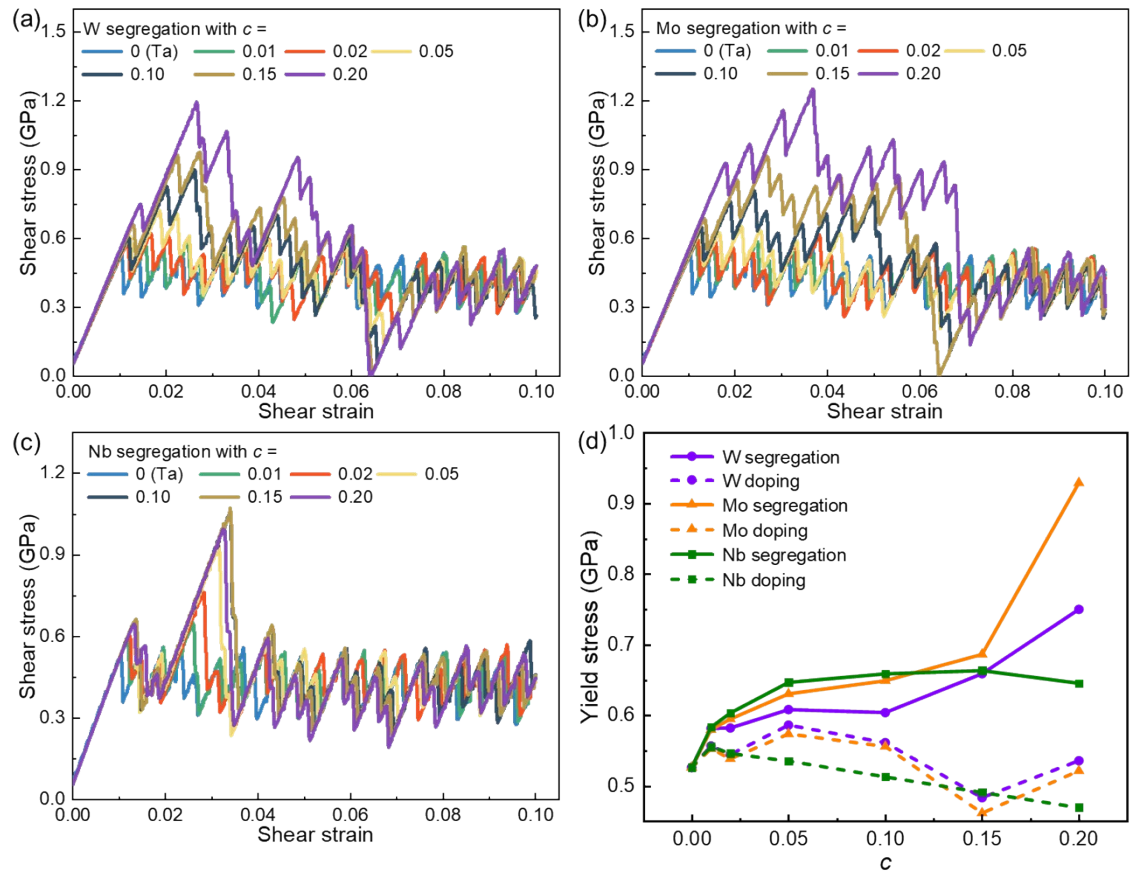 (a)
W segregation with c =
0 (Ta) 0.01 0.02 0.05
0.10 0.15 0.20
Shear stress (GPa)
1.5
1.2
0.9
0.6
0.3
0.0
0.00 0.02 0.04 0.06 0.08 0.10
Shear strain
(b)
Mo segregation with c =
0 (Ta) 0.01 0.02 0.05
0.10 0.15 0.20
Shear stress (GPa)
1.5
1.2
0.9
0.6
0.3
0.0
0.00 0.02 0.04 0.06 0.08 0.10
Shear strain
(c)
Nb segregation with c =
0 (Ta) 0.01 0.02 0.05
0.10 0.15 0.20
Shear stress (GPa)
1.2
0.9
0.6
0.3
0.0
0.00 0.02 0.04 0.06 0.08 0.10
Shear strain
(d)
W segregation
W doping
Mo segregation
Mo doping
Nb segregation
Nb doping
Yield stress (GPa)
1.0
0.9
0.8
0.7
0.6
0.5
0.00 0.05 0.10 0.15 0.20
c